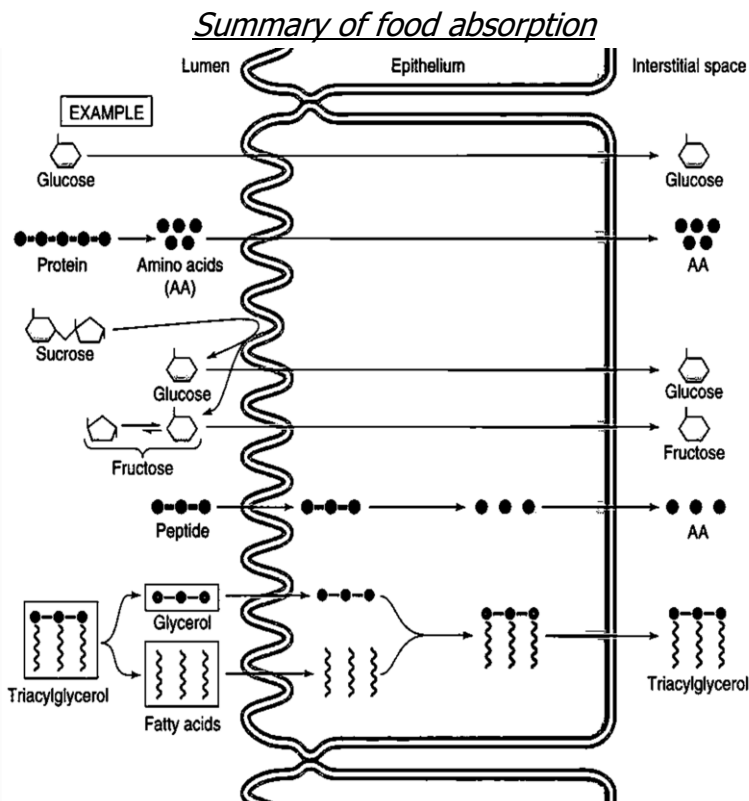 Summary of food absorption
Lumen
Epithelium
Interstitial space
EXAMPLE
Glucose
Glucose
Protein
Amino acids
(AA)
AA
Sucrose
Glucose
Glucose
Fructose
Fructose
Peptide
AA
Glycerol
Triacylglycerol
Fatty acids
Triacylglycerol